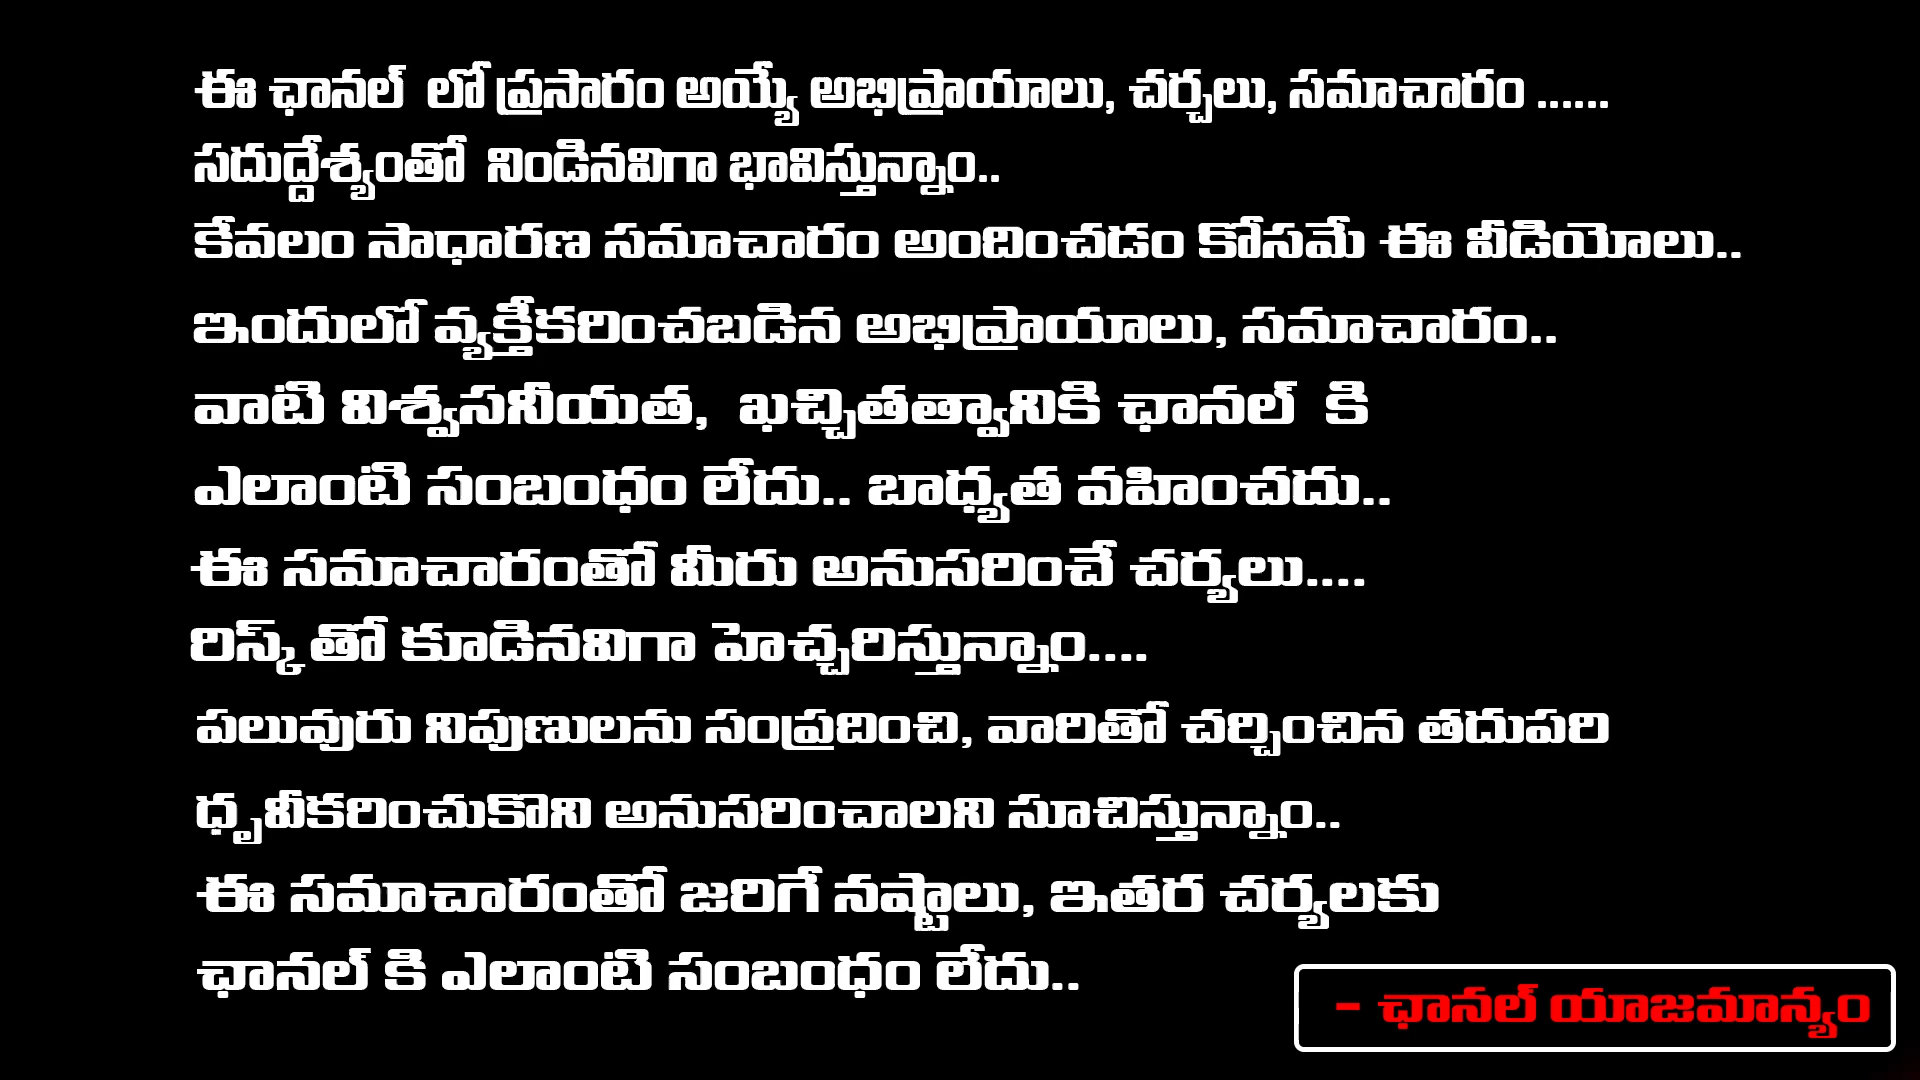 ఈ ఛానల్ లో ప్రసారం అయ్యే అభిప్రాయాలు, చర్చలు, సమాచారం ......
సదుద్దేశ్యంతో నిండినవిగా భావిస్తున్నాం..
కేవలం సాధారణ సమాచారం అందించడం కోసమే ఈ వీడియోలు..
ఇందులో వ్యక్తీకరించబడిన అభిప్రాయాలు, సమాచారం..
వాటి విశ్వసనీయత, ఖచ్చితత్వానికి ఛానల్ కి
ఎలాంటి సంబంధం లేదు.. బాధ్యత వహించదు..
ఈ సమాచారంతో మీరు అనుసరించే చర్యలు....
రిస్క్ తో కూడినవిగా హెచ్చరిస్తున్నాం....
పలువురు నిపుణులను సంప్రదించి, వారితో చర్చించిన తదుపరి
ధృవీకరించుకొని అనుసరించాలని సూచిస్తున్నాం..
ఈ సమాచారంతో జరిగే నష్టాలు, ఇతర చర్యలకు
ఛానల్ కి ఎలాంటి సంబంధం లేదు..
- ఛానల్ యాజమాన్యం